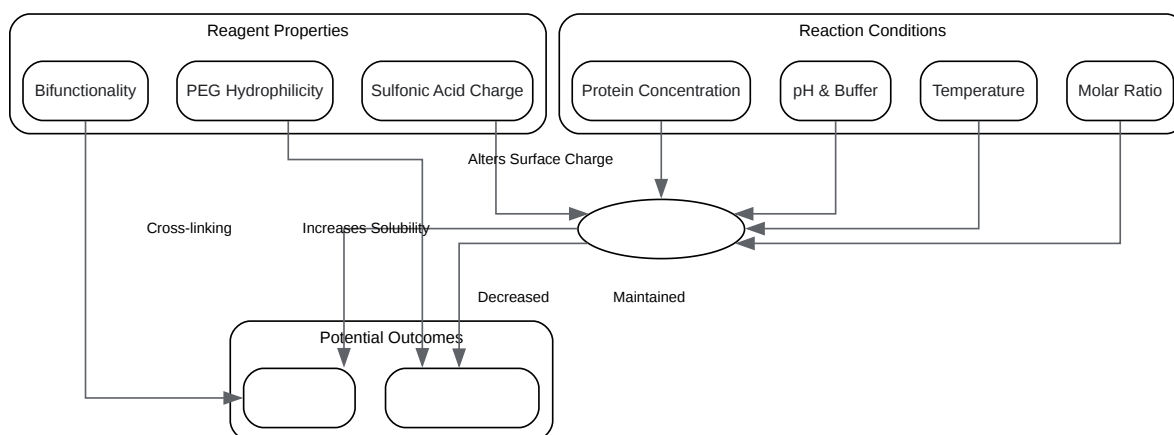 Reagent Properties
Reaction Conditions
Bifunctionality
PEG Hydrophilicity
Sulfonic Acid Charge
Protein Concentration
pH & Buffer
Temperature
Molar Ratio
Alters Surface Charge
Cross-linking
Increases Solubility
Decreased
Maintained
Potential Outcomes